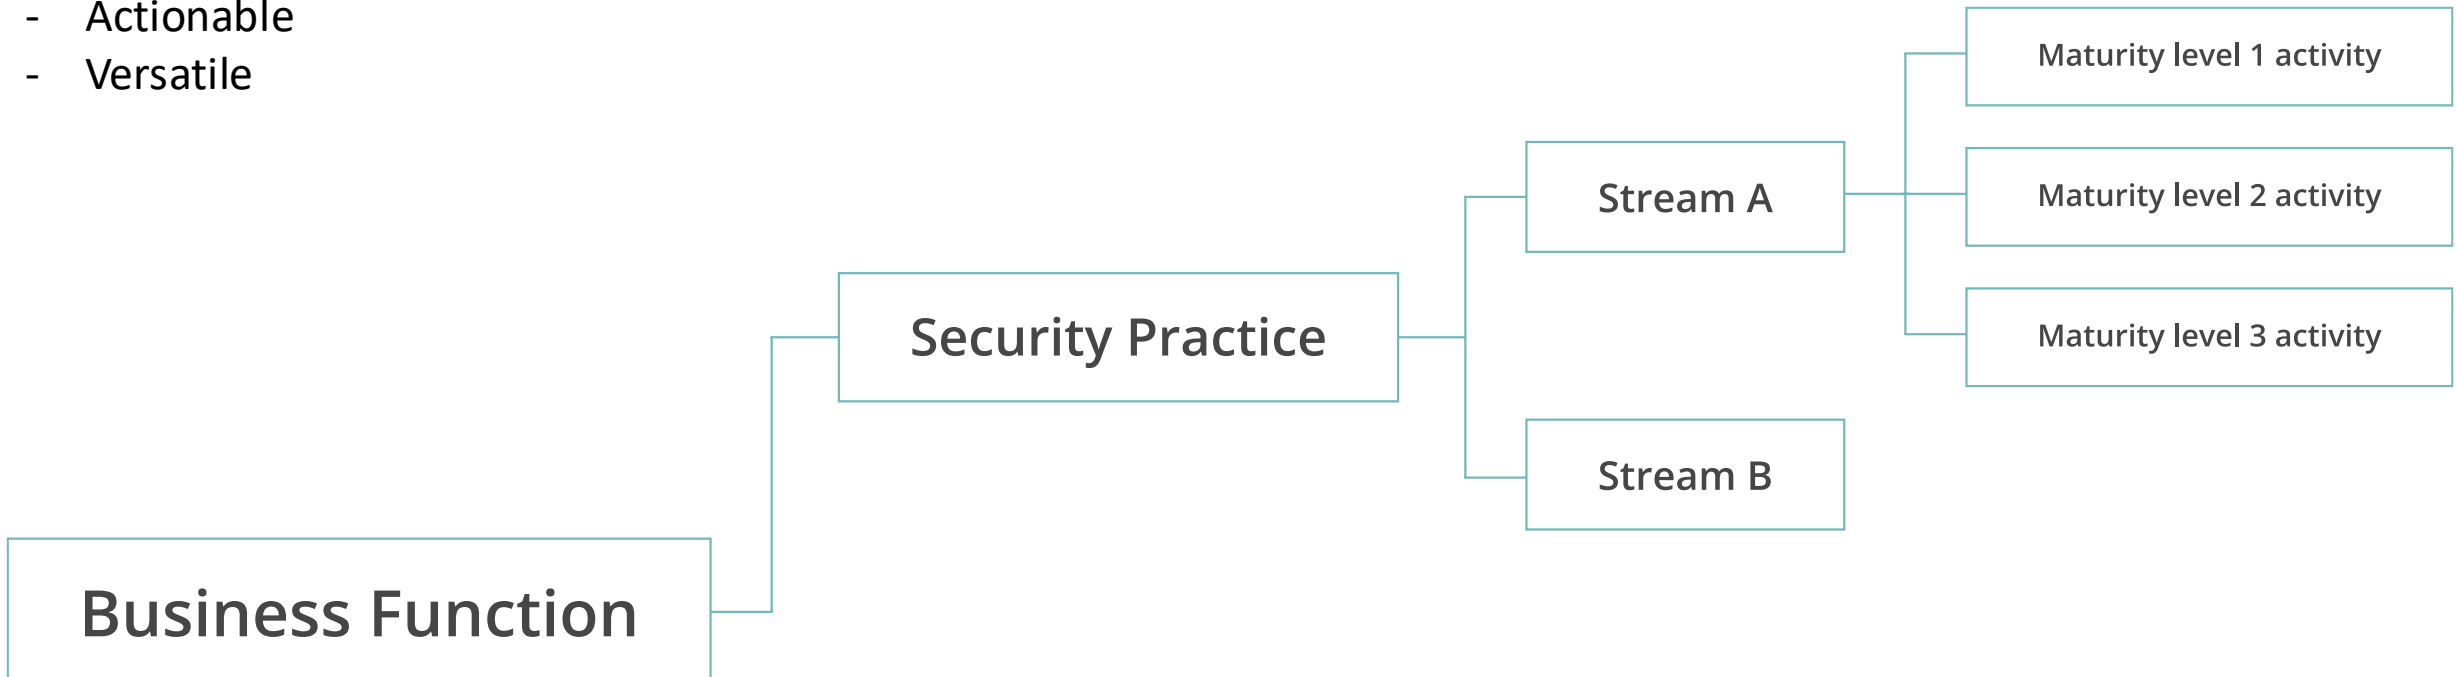 - Actionable
- Versatile
Maturity level 1 activity
Maturity level 2 activity
Stream A
Maturity level 3 activity
Security Practice
Stream B
Business Function